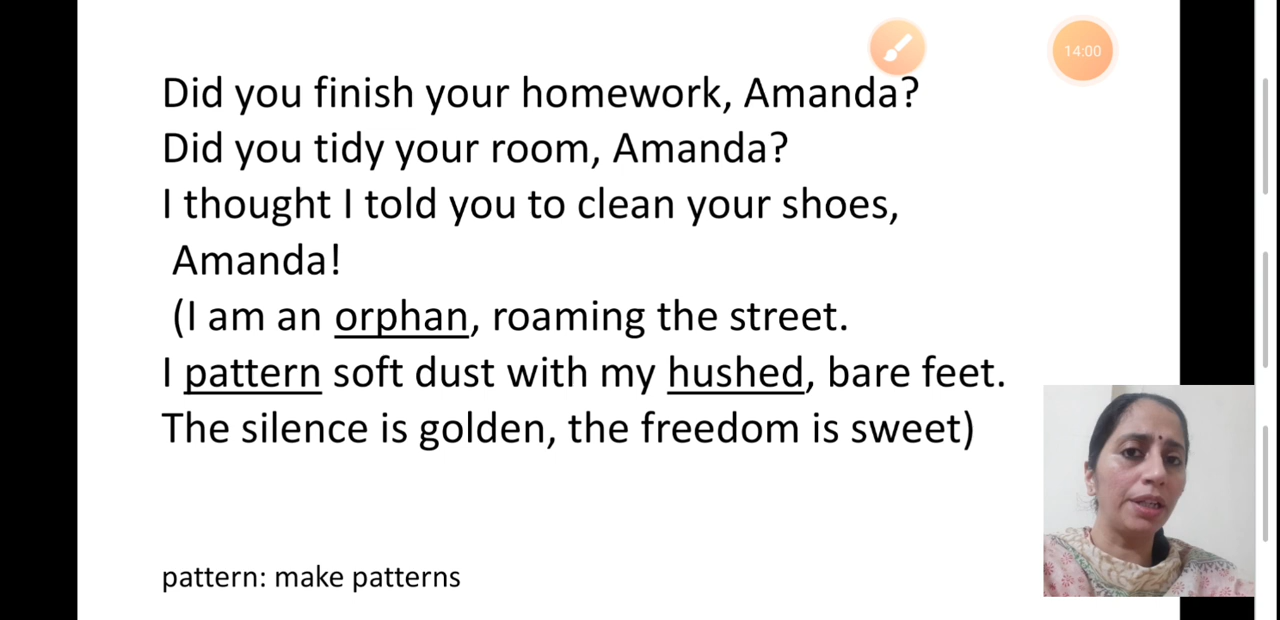 14:00
Did you finish your homework, Amanda?
Did you tidy your room, Amanda?
I thought I told you to clean your shoes,
Amanda!
(I am an orphan, roaming the street.
I pattern soft dust with my hushed, bare feet.
The silence is golden, the freedom is sweet)
pattern: make patterns